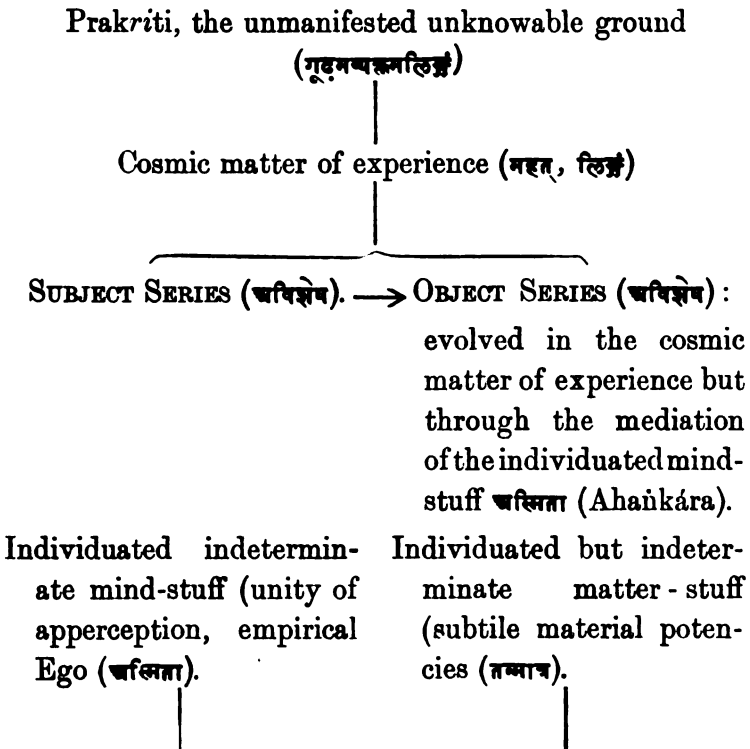 Prakriti, the unmanifested unknowable ground
(गूढ़मव्यक्तमलिङ्गं)
Cosmic matter of experience (महत्, लिङ्गं)
SUBJECT SERIES (अविशेष). → OBJECT SERIES (अविशेष) :
evolved in the cosmic
matter of experience but
through the mediation
of the individuated mind-
stuff अस्मिता (Ahaṅkára).
Individuated indetermin-
ate mind-stuff (unity of
apperception, empirical
Ego (अस्मिता).
Individuated but indeter-
minate matter-stuff
(subtile material poten-
cies (तन्मात्र).